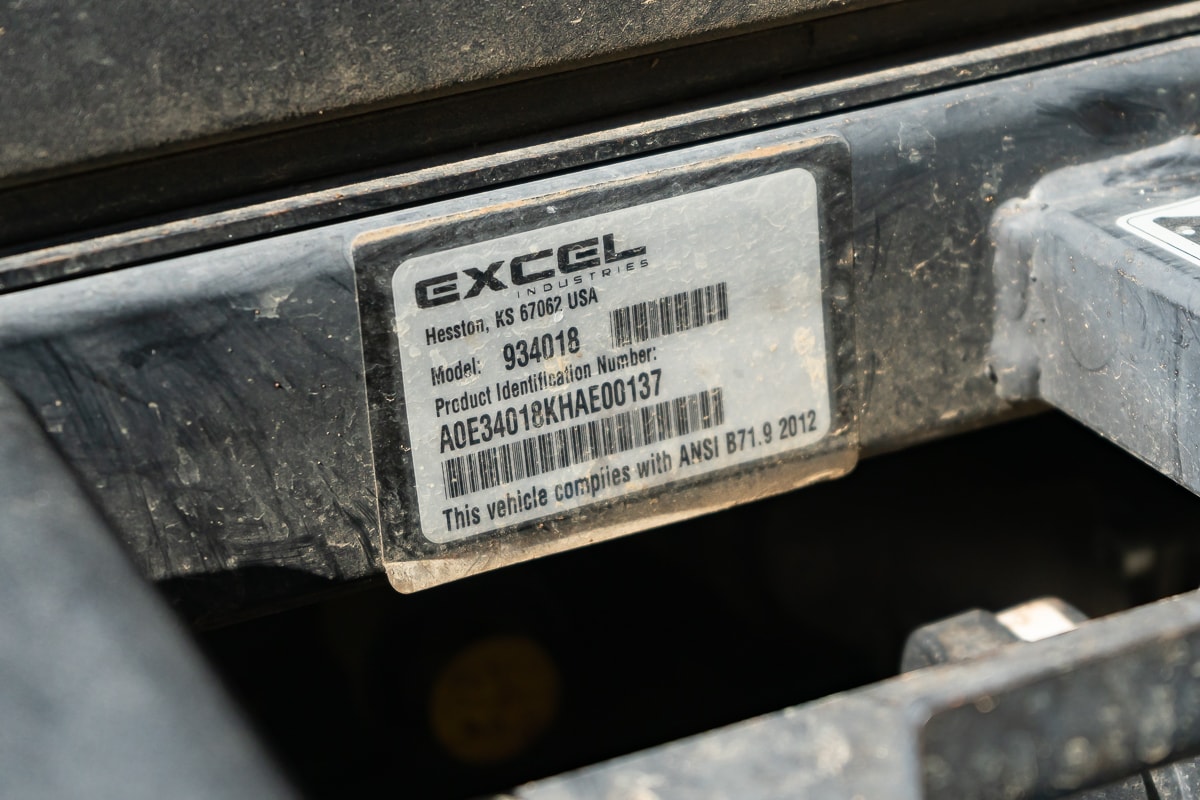 EXCEL
INDUSTRIES
Hesston, KS 67062 USA
Model: 934018
Product Identification Number:
A0E34018KHAE00137
This vehicle complies with ANSI B71.9 2012